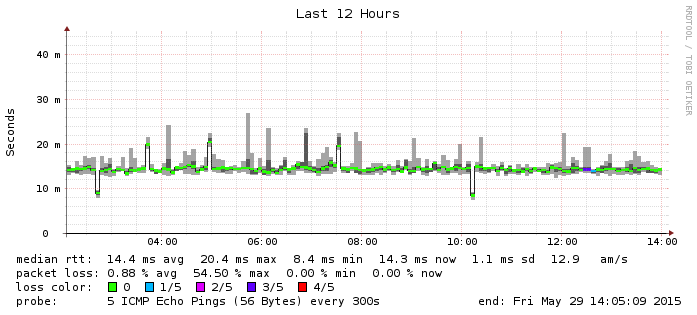 Last 12 Hours
RRDTOOL / TOBI OETIKER
Seconds
40 m
30 m
20 m
10 m
0
04:00 06:00 08:00 10:00 12:00 14:00
median rtt: 14.4 ms avg 20.4 ms max 8.4 ms min 14.3 ms now 1.1 ms sd 12.9 am/s
packet loss: 0.88 % avg 54.50 % max 0.00 % min 0.00 % now
loss color: 0 1/5 2/5 3/5 4/5
probe: 5 ICMP Echo Pings (56 Bytes) every 300s end: Fri May 29 14:05:09 2015